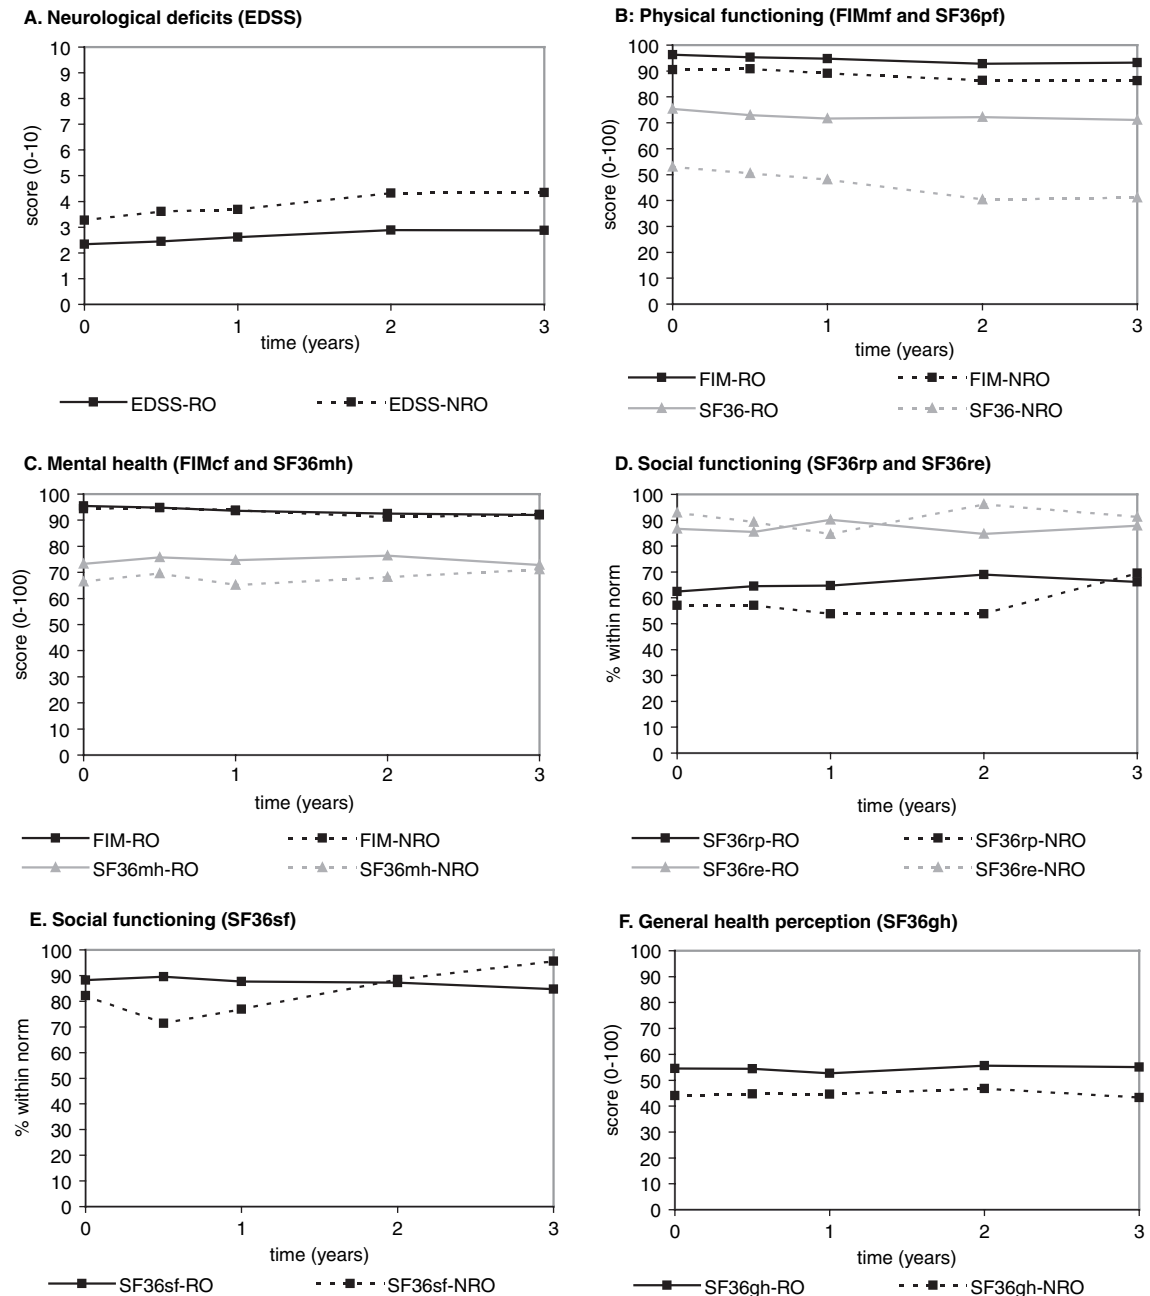 A. Neurological deficits (EDSS)
10
9
8
7
6
5
4
3
2
1
0
score (0-10)
0 1 2 3
time (years)
EDSS-RO EDSS-NRO
B: Physical functioning (FIMmf and SF36pf)
100
90
80
70
60
50
40
30
20
10
0
score (0-100)
0 1 2 3
time (years)
FIM-RO FIM-NRO
SF36-RO SF36-NRO
C. Mental health (FIMcf and SF36mh)
100
90
80
70
60
50
40
30
20
10
0
score (0-100)
0 1 2 3
time (years)
FIM-RO FIM-NRO
SF36mh-RO SF36mh-NRO
D. Social functioning (SF36rp and SF36re)
100
90
80
70
60
50
40
30
20
10
0
% within norm
0 1 2 3
time (years)
SF36rp-RO SF36rp-NRO
SF36re-RO SF36re-NRO
E. Social functioning (SF36sf)
100
90
80
70
60
50
40
30
20
10
0
% within norm
0 1 2 3
time (years)
SF36sf-RO SF36sf-NRO
F. General health perception (SF36gh)
100
90
80
70
60
50
40
30
20
10
0
score (0-100)
0 1 2 3
time (years)
SF36gh-RO SF36gh-NRO